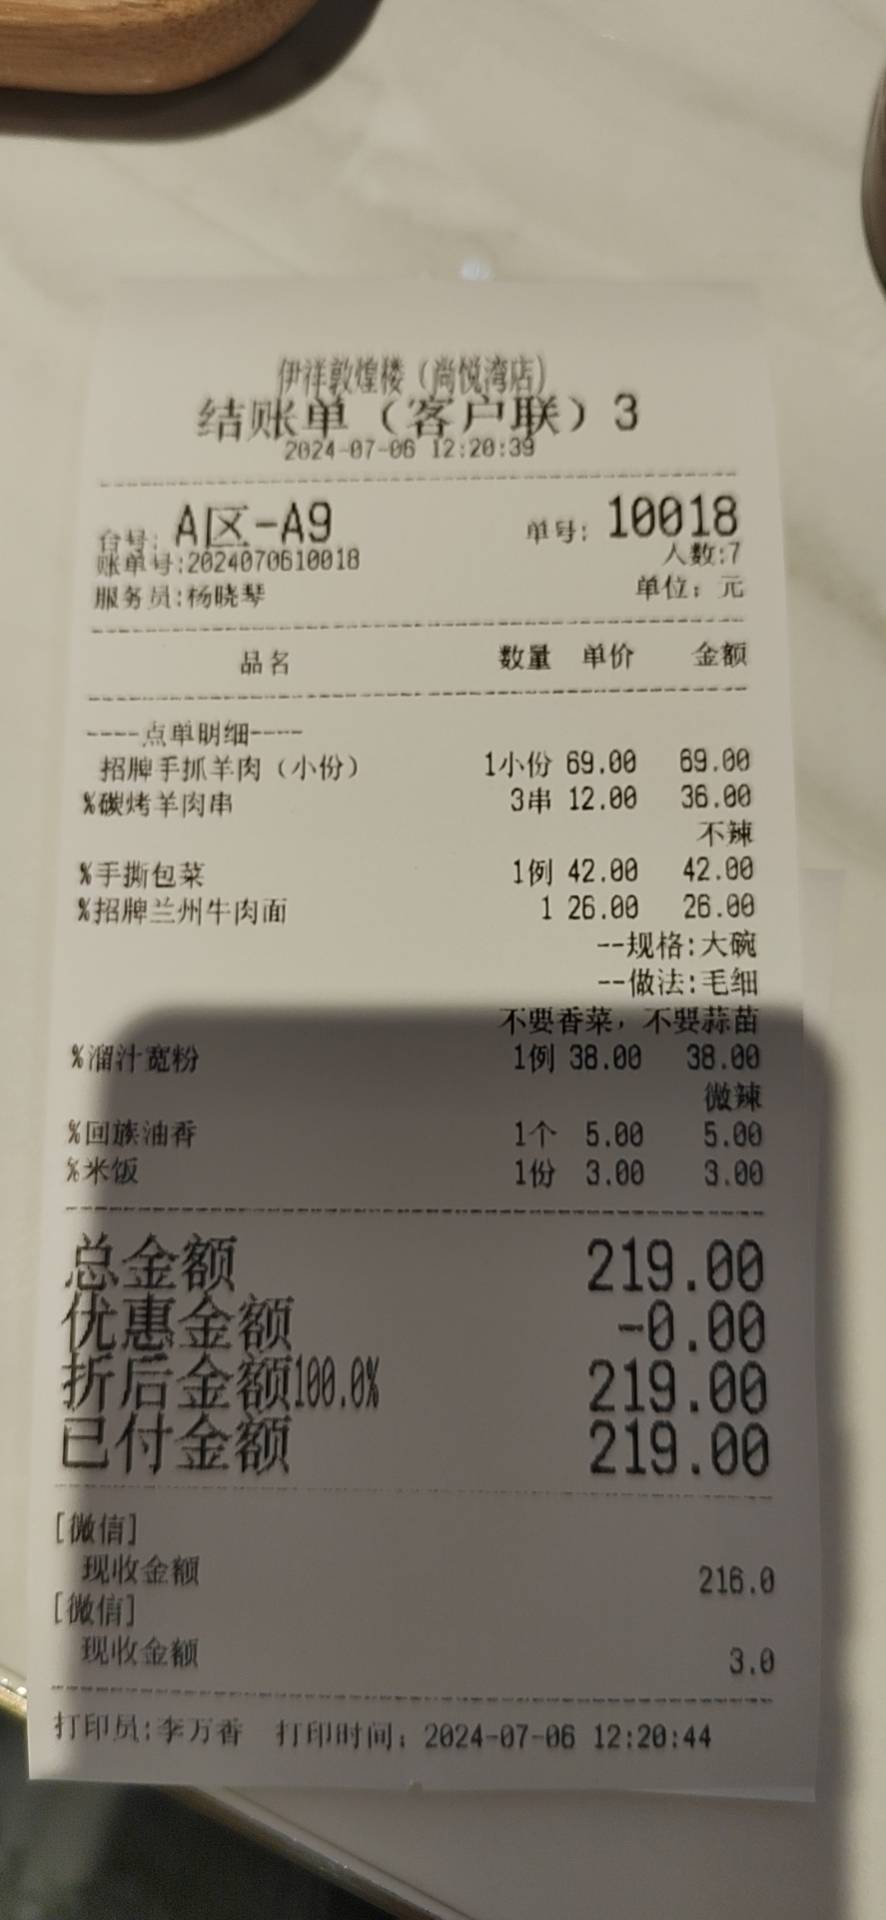 伊祥敦煌楼（尚悦湾店）
结账单（客户联）3
2024-07-06 12:20:39
台号: A区-A9 单号: 10018
账单号:2024070610018 人数:7
服务员:杨晓琴 单位: 元
品名 数量 单价 金额
----点单明细----
招牌手抓羊肉（小份） 1小份 69.00 69.00
%碳烤羊肉串 3串 12.00 36.00
不辣
%手撕包菜 1例 42.00 42.00
%招牌兰州牛肉面 1 26.00 26.00
--规格:大碗
--做法:毛细
不要香菜，不要蒜苗
%溜汁宽粉 1例 38.00 38.00
微辣
%回族油香 1个 5.00 5.00
%米饭 1份 3.00 3.00
总金额 219.00
优惠金额 -0.00
折后金额100.0% 219.00
已付金额 219.00
[微信]
现收金额 216.0
[微信]
现收金额 3.0
打印员:李万香 打印时间: 2024-07-06 12:20:44